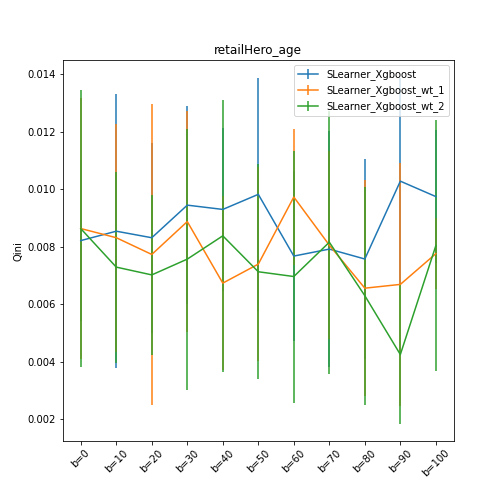 retailHero_age
SLearner_Xgboost
SLearner_Xgboost_wt_1
SLearner_Xgboost_wt_2
0.014
0.012
0.010
0.008
0.006
0.004
0.002
Qini
b=0 b=10 b=20 b=30 b=40 b=50 b=60 b=70 b=80 b=90 b=100